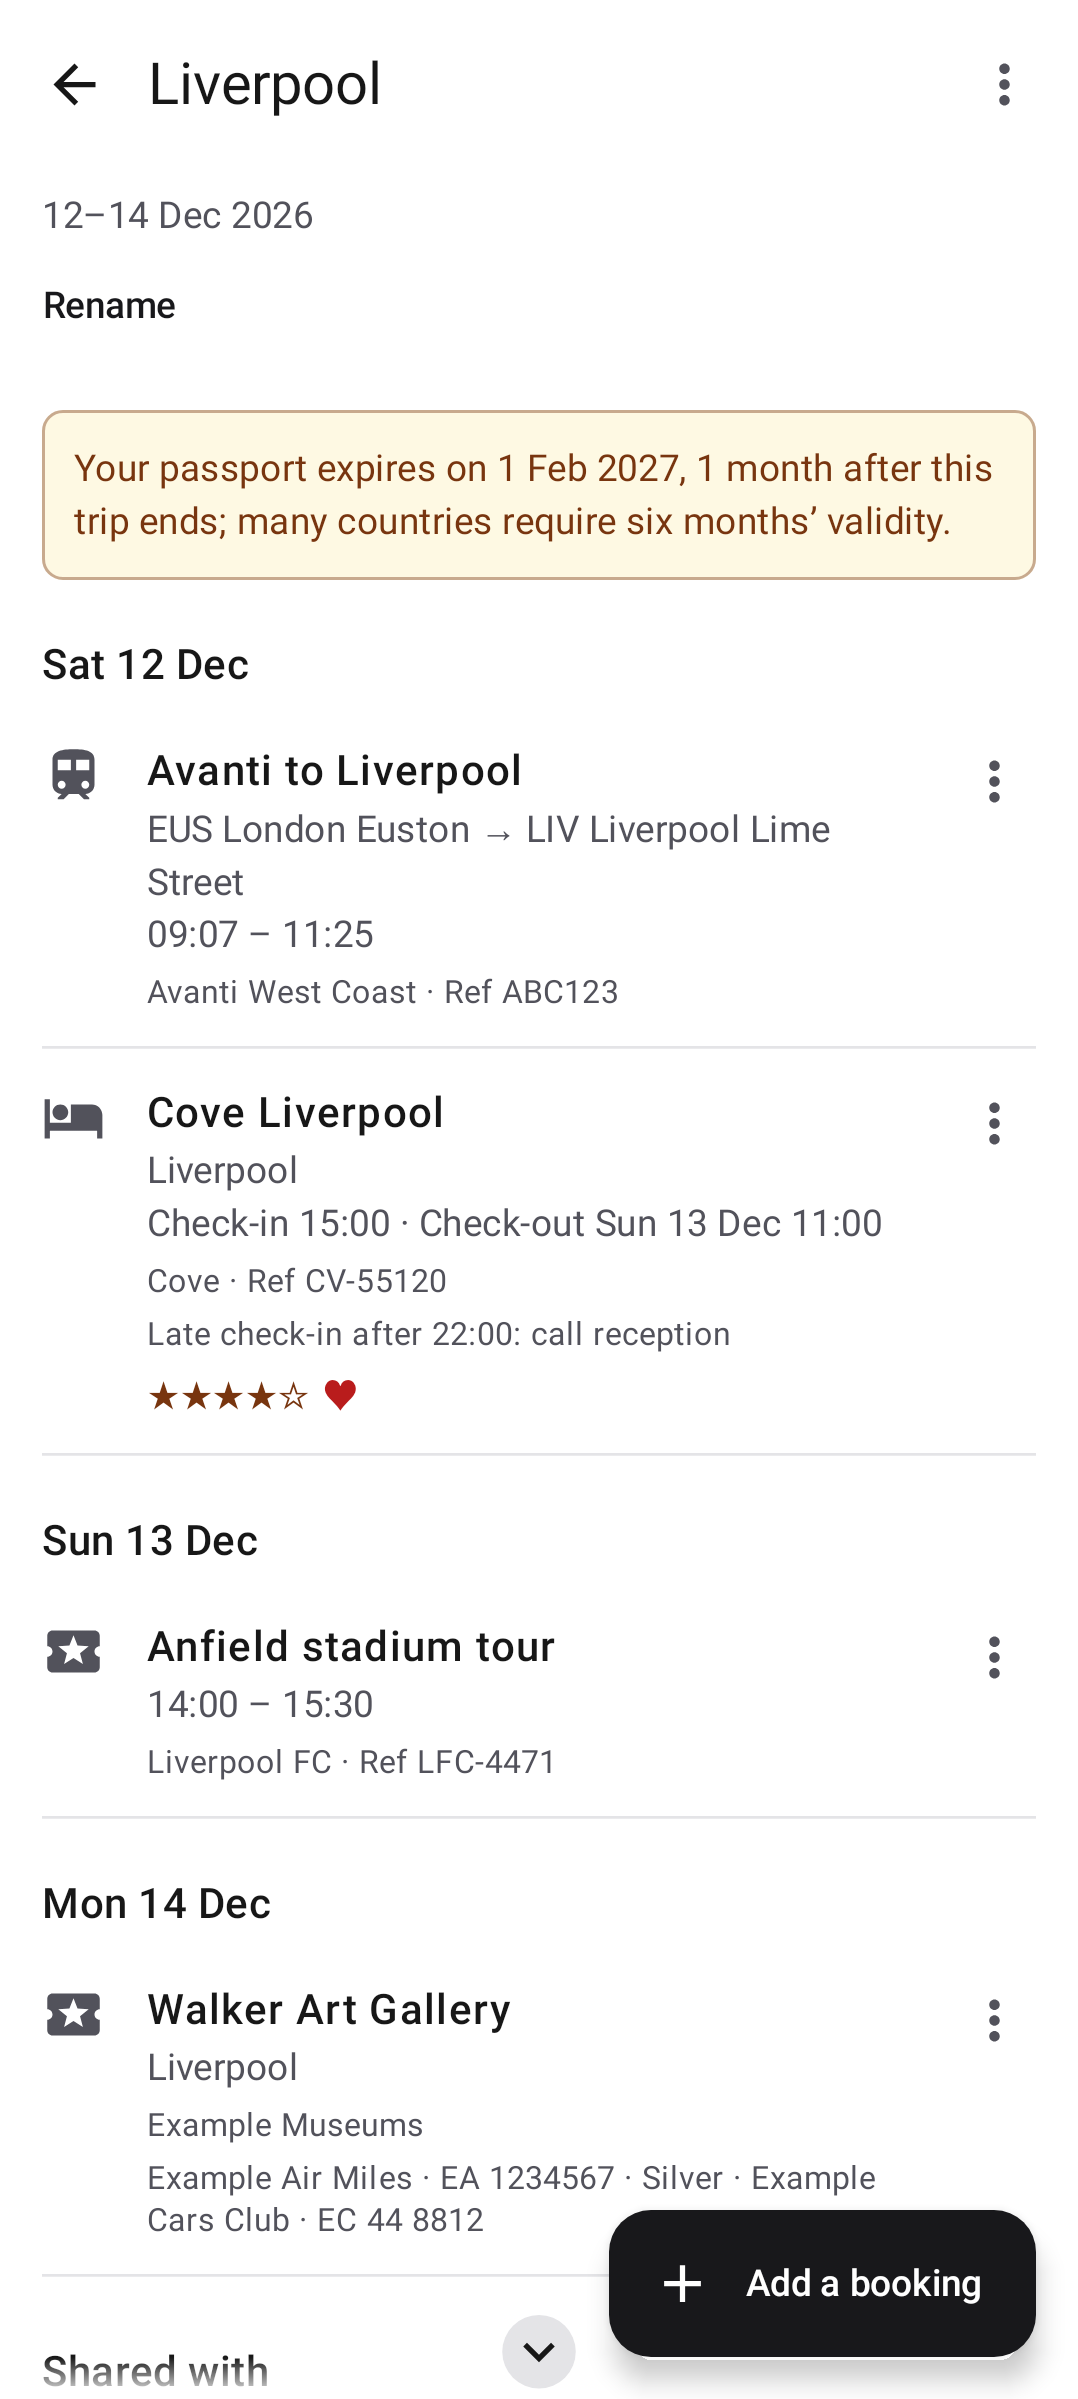 Liverpool
12–14 Dec 2026
Rename
Your passport expires on 1 Feb 2027, 1 month after this
trip ends; many countries require six months’ validity.
Sat 12 Dec
Avanti to Liverpool
EUS London Euston → LIV Liverpool Lime
Street
09:07 – 11:25
Avanti West Coast · Ref ABC123
Cove Liverpool
Liverpool
Check-in 15:00 · Check-out Sun 13 Dec 11:00
Cove · Ref CV-55120
Late check-in after 22:00: call reception
★★★★☆ ♥
Sun 13 Dec
Anfield stadium tour
14:00 – 15:30
Liverpool FC · Ref LFC-4471
Mon 14 Dec
Walker Art Gallery
Liverpool
Example Museums
Example Air Miles · EA 1234567 · Silver · Example
Cars Club · EC 44 8812
Add a booking
Shared with